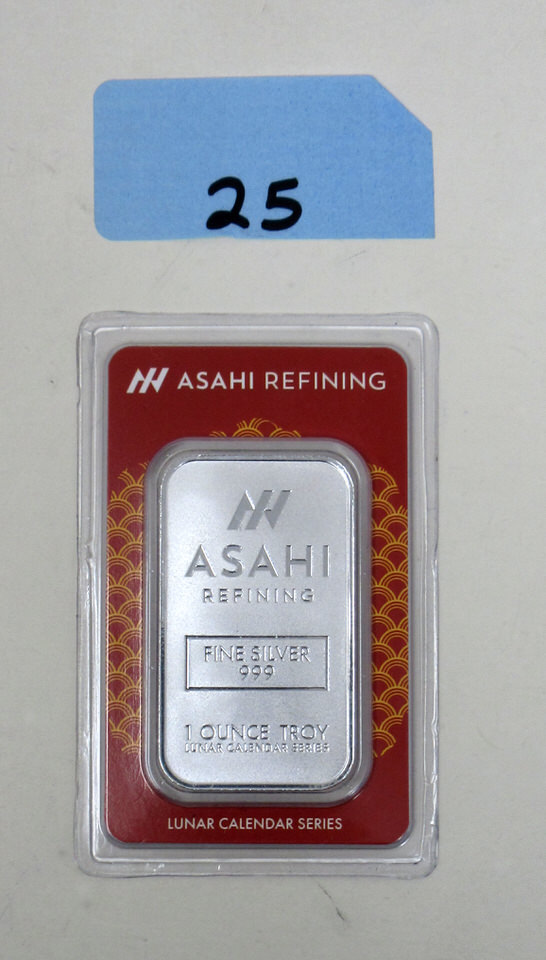 25
ASAHI REFINING
ASAHI
REFINING
FINE SILVER
999
1 OUNCE TROY
LUNAR CALENDAR SERIES
LUNAR CALENDAR SERIES